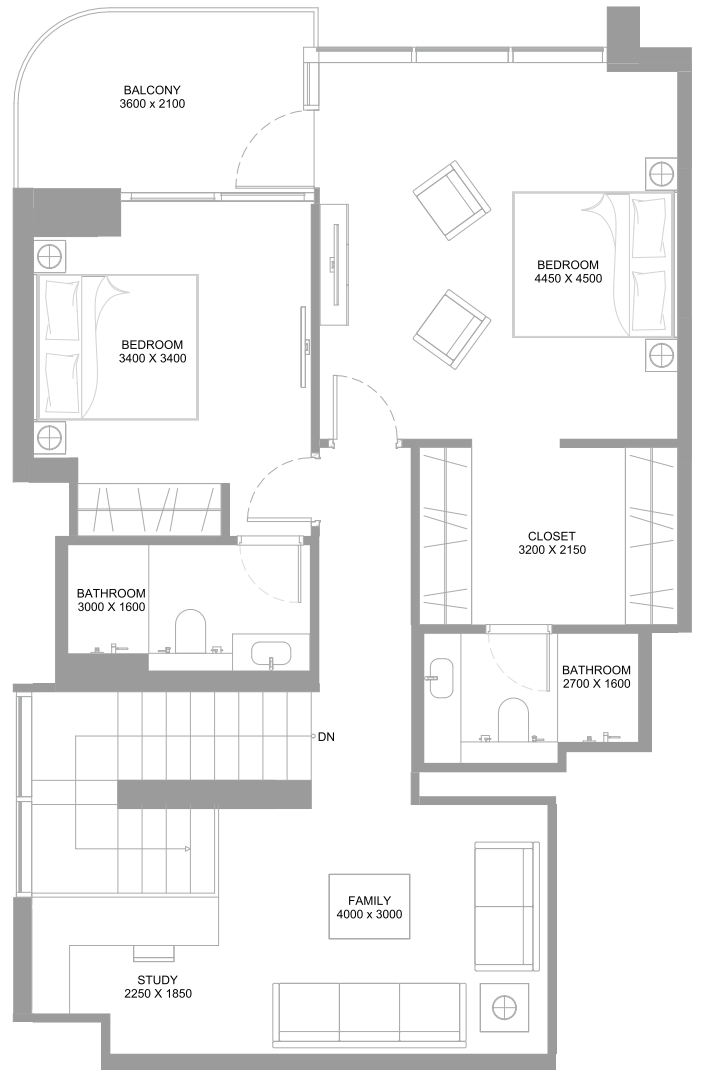 BALCONY
3600 x 2100
BEDROOM
4450 X 4500
BEDROOM
3400 X 3400
CLOSET
3200 X 2150
BATHROOM
3000 X 1600
BATHROOM
2700 X 1600
DN
FAMILY
4000 x 3000
STUDY
2250 X 1850